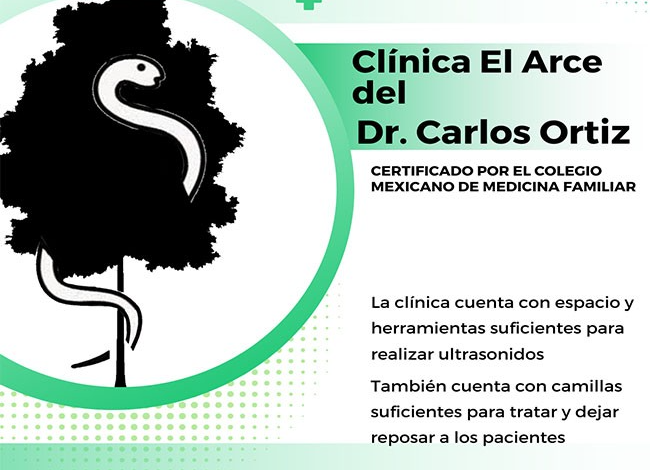 Clínica El Arce
del
Dr. Carlos Ortiz
CERTIFICADO POR EL COLEGIO
MEXICANO DE MEDICINA FAMILIAR
La clínica cuenta con espacio y
herramientas suficientes para
realizar ultrasonidos
También cuenta con camillas
suficientes para tratar y dejar
reposar a los pacientes